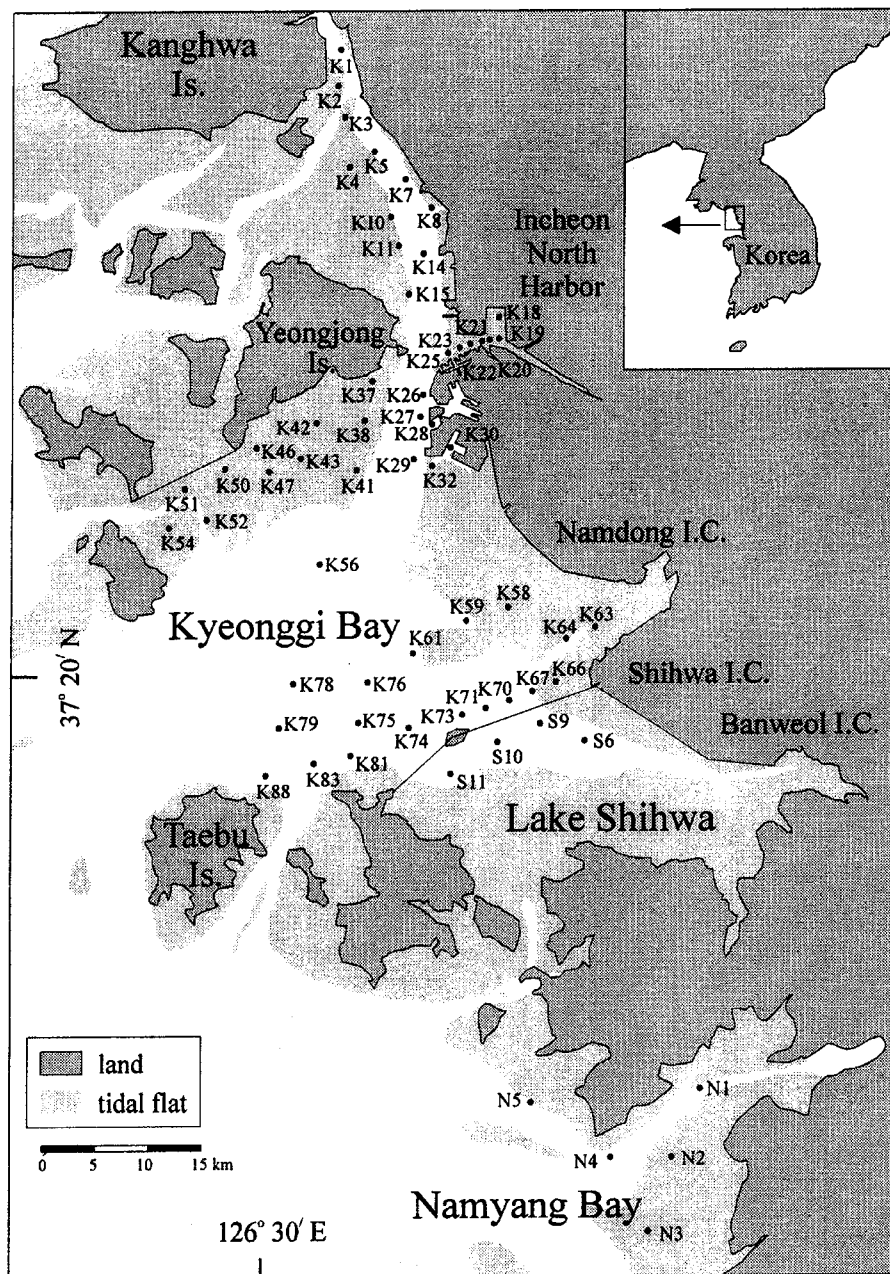 Kanghwa
Is.
K1
K2
K3
K5
K4
K7
K10
K8
K11
K14
K15
Incheon
North
Harbor
Korea
K18
K21
K19
K23
K25
K22
K20
Yeongjong
Is.
K37
K26
K27
K42
K38
K28
K30
K46
K43
K29
K50
K47
K41
K32
K51
K52
K54
Namdong I.C.
K56
K58
K59
K63
Kyeonggi Bay
K64
K61
37° 20′ N
K66
Shihwa I.C.
K78
K76
K67
K70
K71
K73
Banweol I.C.
K79
K75
K74
S9
S6
S10
K81
K83
K88
S11
Lake Shihwa
Taebu
Is.
land
tidal flat
0 5 10 15 km
N1
N5
N4
N2
Namyang Bay
N3
126° 30′ E